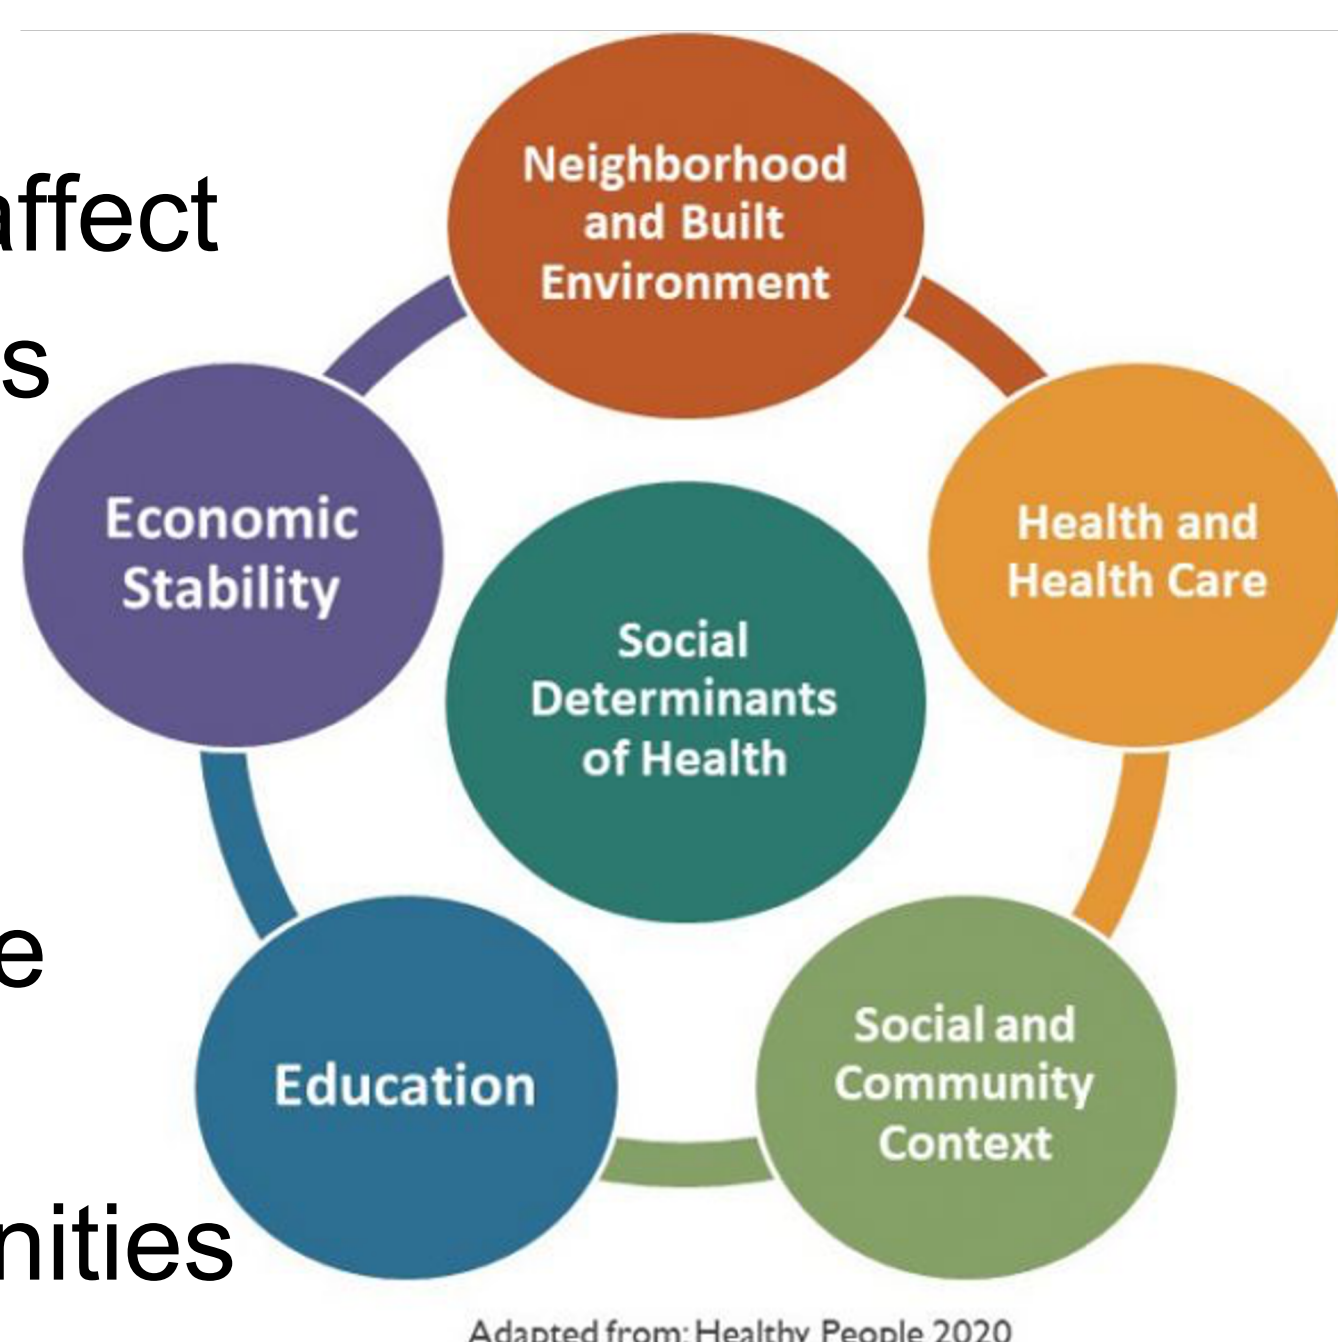 affect
s
e
nities
Neighborhood
and Built
Environment
Economic
Stability
Health and
Health Care
Social
Determinants
of Health
Education
Social and
Community
Context
Adapted from: Healthy People 2020